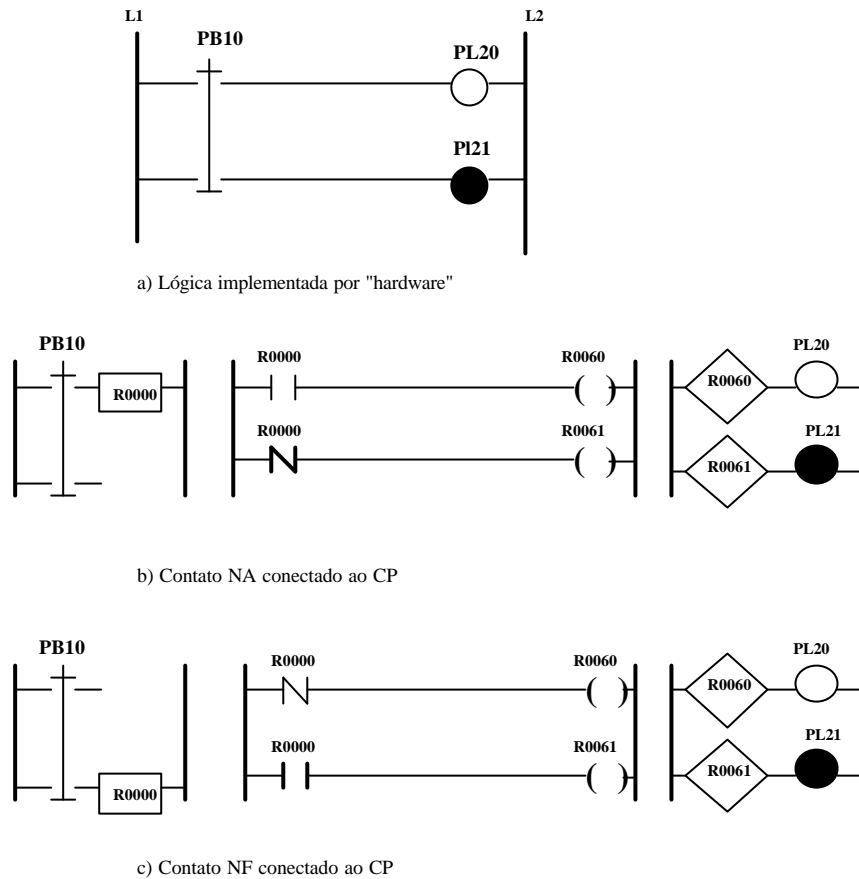 L1
L2
PB10
PL20
Pl21
a) Lógica implementada por "hardware"
PB10
R0000
R0000
R0060
R0060
PL20
R0000
R0061
R0061
PL21
b) Contato NA conectado ao CP
PB10
R0000
R0060
R0060
PL20
R0000
R0000
R0061
R0061
PL21
c) Contato NF conectado ao CP